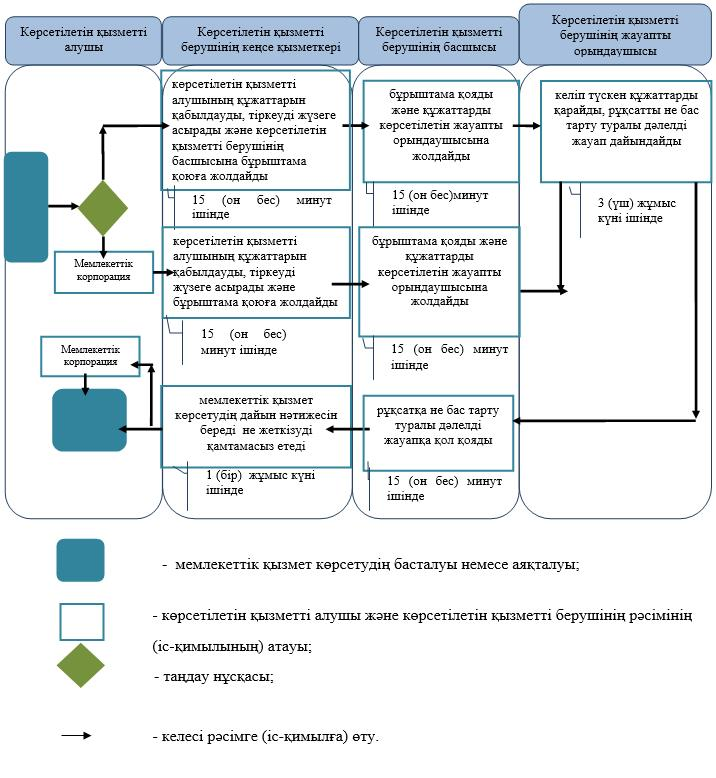 Көрсетілетін қызметті
алушы
Көрсетілетін қызметті
берушінің кеңсе қызметкері
Көрсетілетін қызметті
берушінің басшысы
Көрсетілетін қызметті
берушінің жауапты
орындаушысы
көрсетілетін қызметті
алушының құжаттарын
қабылдауды, тіркеуді жүзеге
асырады және көрсетілетін
қызметті берушінің
басшысына бұрыштама
қоюға жолдайды
15 (он бес) минут
ішінде
бұрыштама қояды
және құжаттарды
көрсетілетін жауапты
орындаушысына
жолдайды
15 (он бес)минут
ішінде
келіп түскен құжаттарды
қарайды, рұқсатты не бас
тарту туралы дәлелді
жауап дайындайды
3 (үш) жұмыс
күні ішінде
Мемлекеттік
корпорация
көрсетілетін қызметті
алушының құжаттарын
қабылдауды, тіркеуді
жүзеге асырады және
бұрыштама қоюға жолдайды
15 (он бес)
минут ішінде
бұрыштама қояды және
құжаттарды
көрсетілетін жауапты
орындаушысына
жолдайды
15 (он бес) минут
ішінде
Мемлекеттік
корпорация
мемлекеттік қызмет
көрсетудің дайын нәтижесін
береді не жеткізуді
қамтамасыз етеді
1 (бір) жұмыс күні
ішінде
рұқсатқа не бас тарту
туралы дәлелді
жауапқа қол қояды
15 (он бес) минут
ішінде
- мемлекеттік қызмет көрсетудің басталуы немесе аяқталуы;
- көрсетілетін қызметті алушы және көрсетілетін қызметті берушінің рәсімінің
(іс-қимылының) атауы;
- таңдау нұсқасы;
- келесі рәсімге (іс-қимылға) өту.